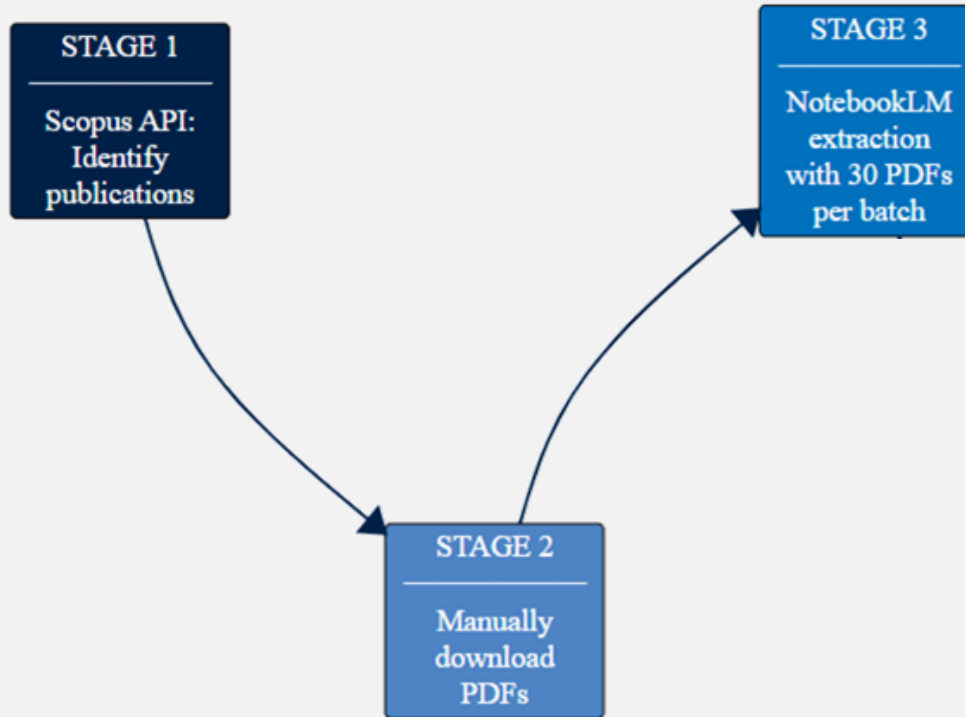 STAGE 1
Scopus API:
Identify
publications
STAGE 2
Manually
download
PDFs
STAGE 3
NotebookLM
extraction
with 30 PDFs
per batch